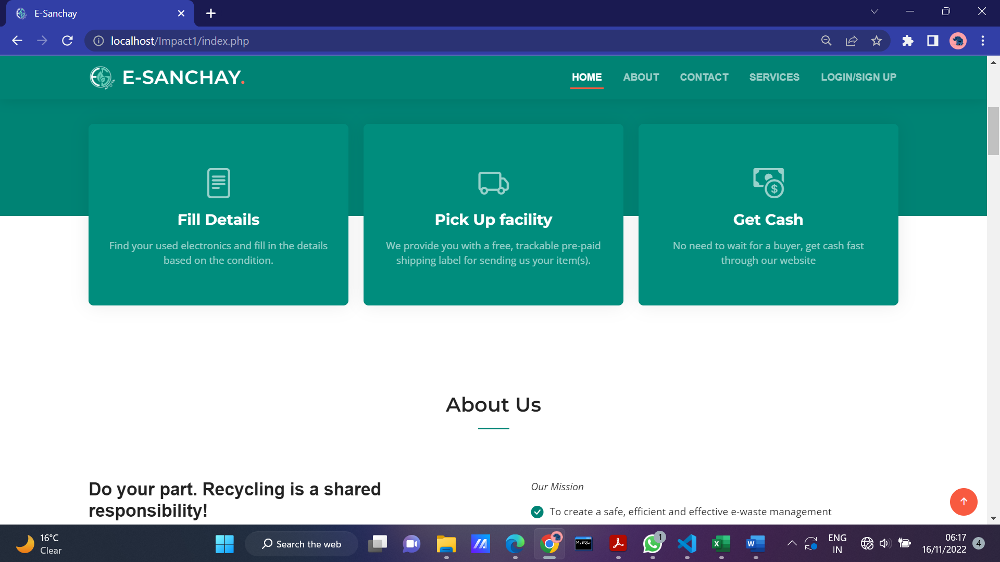 E-Sanchay
localhost/Impact1/index.php
E-SANCHAY.
HOME
ABOUT
CONTACT
SERVICES
LOGIN/SIGN UP
Fill Details
Find your used electronics and fill in the details
based on the condition.
Pick Up facility
We provide you with a free, trackable pre-paid
shipping label for sending us your item(s).
Get Cash
No need to wait for a buyer, get cash fast
through our website
About Us
Do your part. Recycling is a shared
responsibility!
Our Mission
To create a safe, efficient and effective e-waste management
16°C
Clear
Search the web
MySQL
1
ENG
IN
06:17
16/11/2022
4